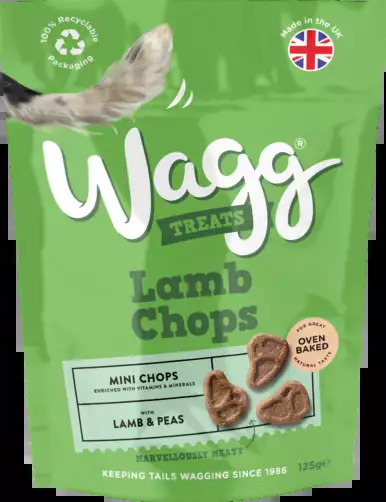 100% Recyclable
Packaging
Made in the UK
Wagg®
TREATS
Lamb
Chops
FOR GREAT
OVEN
BAKED
NATURAL TASTE
MINI CHOPS
ENRICHED WITH VITAMINS & MINERALS
WITH
LAMB & PEAS
MARVELLOUSLY MEATY
125g℮
KEEPING TAILS WAGGING SINCE 1986